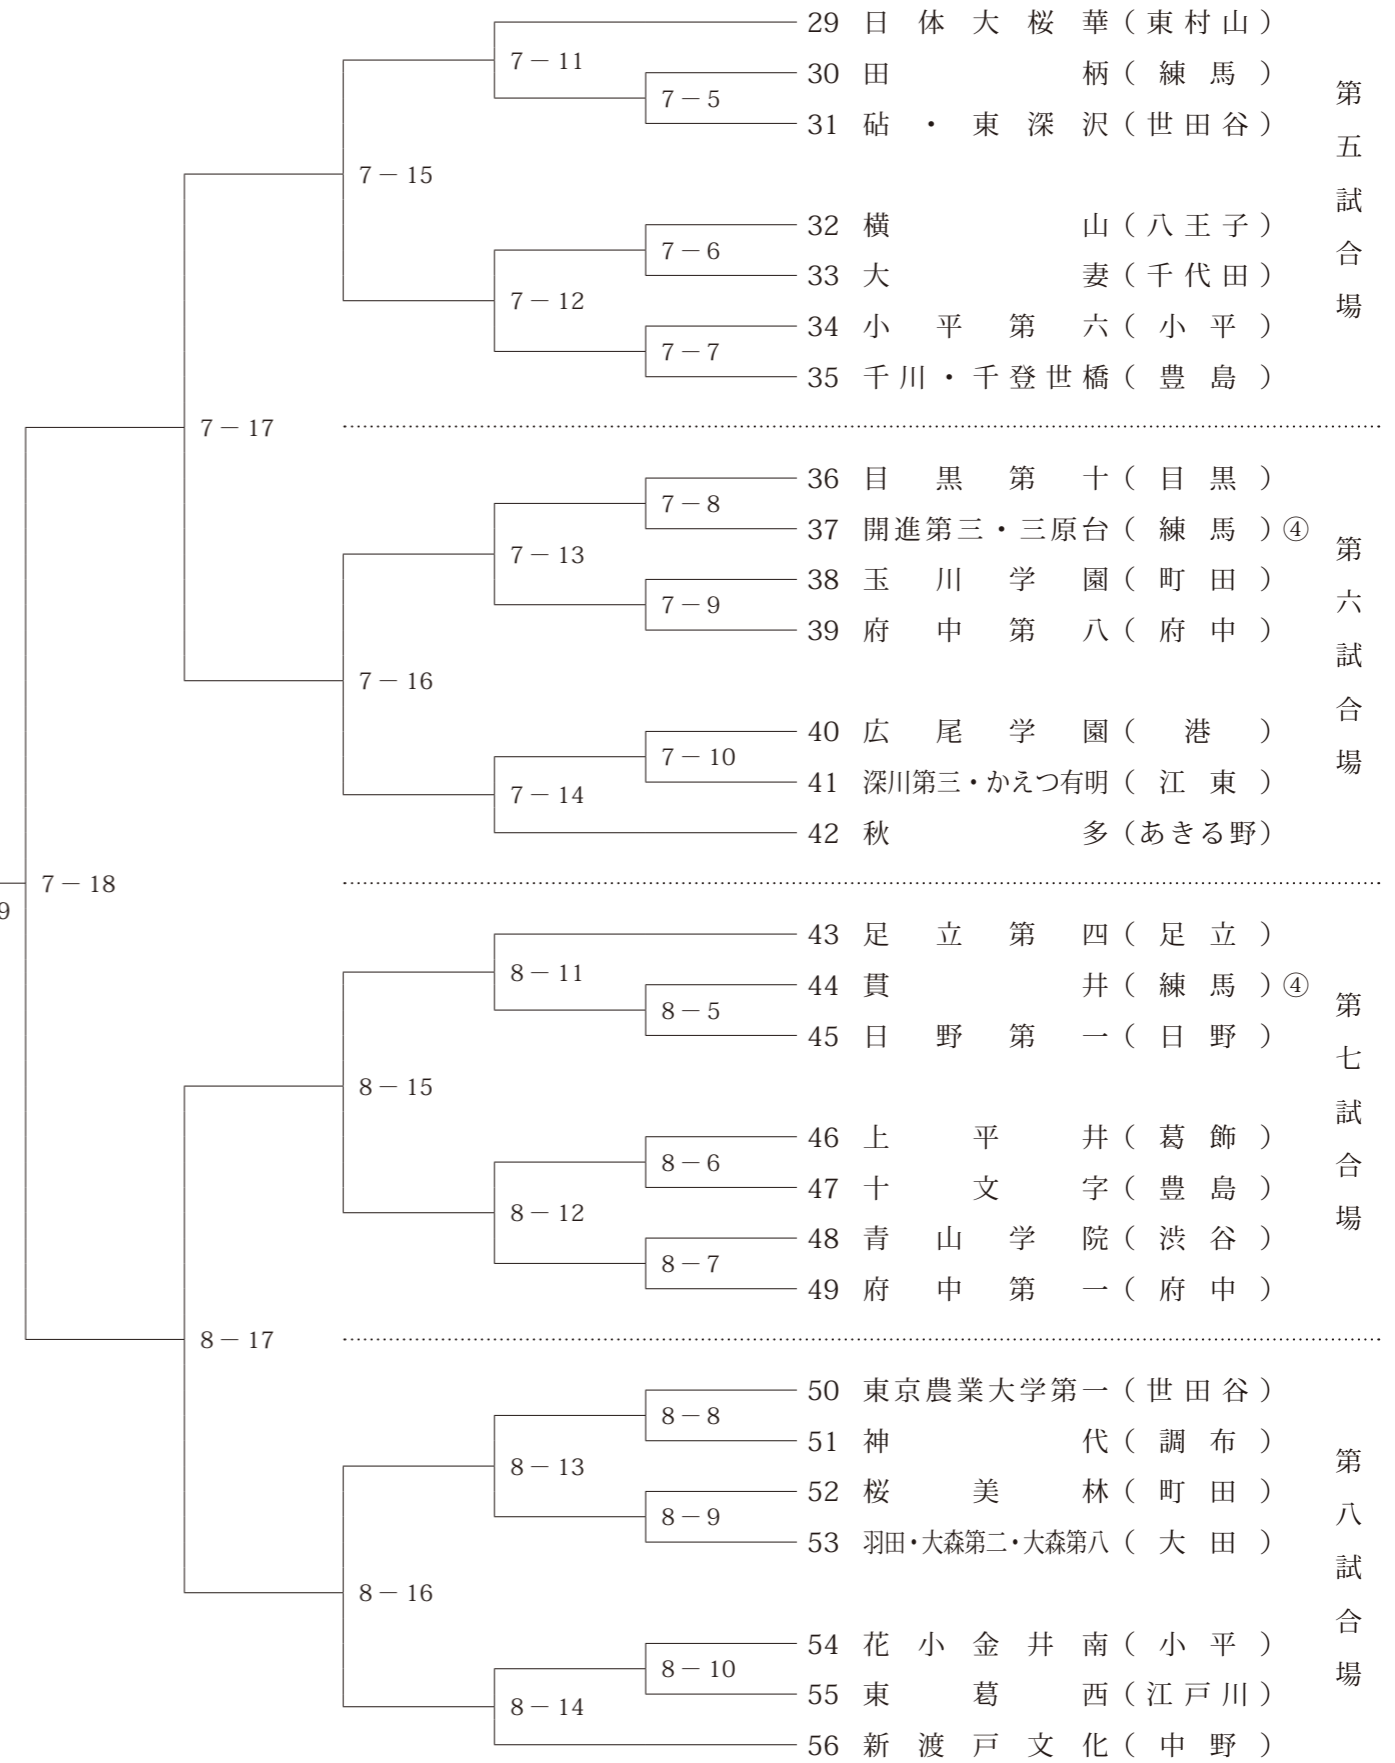 29 日体大桜華（東村山）
7－11
30 田柄（練馬）
7－5
31 砧・東深沢（世田谷）
7－15
32 横山（八王子）
7－6
33 大妻（千代田）
7－12
34 小平第六（小平）
7－7
35 千川・千登世橋（豊島）
第五試合場
7－17
36 目黒第十（目黒）
7－8
37 開進第三・三原台（練馬）④
7－13
38 玉川学園（町田）
7－9
39 府中第八（府中）
7－16
40 広尾学園（港）
7－10
41 深川第三・かえつ有明（江東）
7－14
42 秋多（あきる野）
第六試合場
7－18
9
43 足立第四（足立）
8－11
44 貫井（練馬）④
8－5
45 日野第一（日野）
8－15
46 上平井（葛飾）
8－6
47 十文字（豊島）
8－12
48 青山学院（渋谷）
8－7
49 府中第一（府中）
第七試合場
8－17
50 東京農業大学第一（世田谷）
8－8
51 神代（調布）
8－13
52 桜美林（町田）
8－9
53 羽田・大森第二・大森第八（大田）
8－16
54 花小金井南（小平）
8－10
55 東葛西（江戸川）
8－14
56 新渡戸文化（中野）
第八試合場